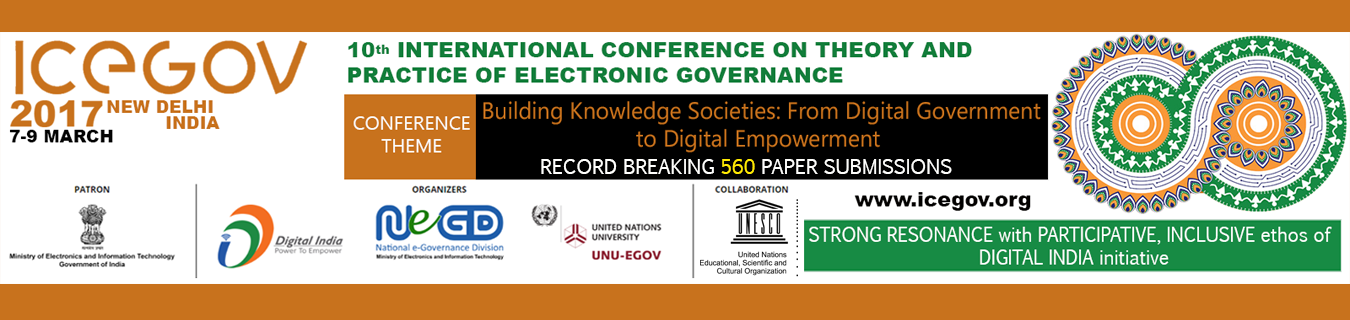 ICEGOV
2017 NEW DELHI
INDIA
7-9 MARCH
10th INTERNATIONAL CONFERENCE ON THEORY AND
PRACTICE OF ELECTRONIC GOVERNANCE
CONFERENCE
THEME
Building Knowledge Societies: From Digital Government
to Digital Empowerment
RECORD BREAKING 560 PAPER SUBMISSIONS
PATRON
सत्यमेव जयते
Ministry of Electronics and Information Technology
Government of India
Digital India
Power To Empower
ORGANIZERS
NeGD
National e-Governance Division
Ministry of Electronics and Information Technology
UNITED NATIONS
UNIVERSITY
UNU-EGOV
COLLABORATION
UNESCO
United Nations
Educational, Scientific and
Cultural Organization
www.icegov.org
STRONG RESONANCE with PARTICIPATIVE, INCLUSIVE ethos of
DIGITAL INDIA initiative